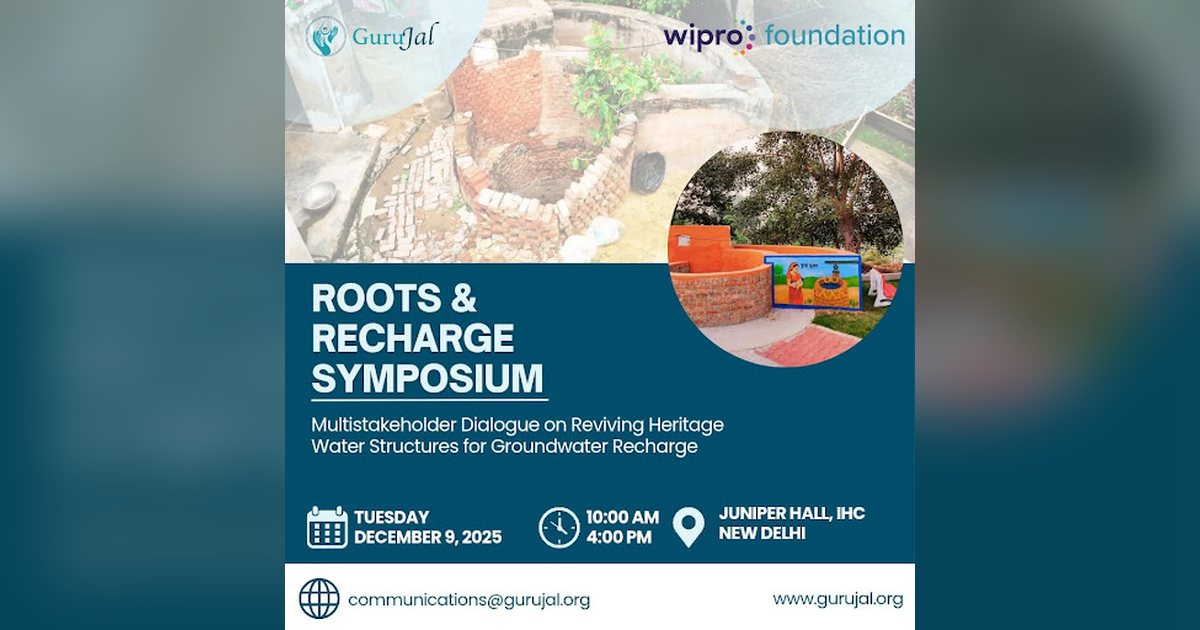 GuruJal
wipro foundation
ROOTS &
RECHARGE
SYMPOSIUM
Multistakeholder Dialogue on Reviving Heritage
Water Structures for Groundwater Recharge
TUESDAY
DECEMBER 9, 2025
10:00 AM
4:00 PM
JUNIPER HALL, IHC
NEW DELHI
communications@gurujal.org
www.gurujal.org